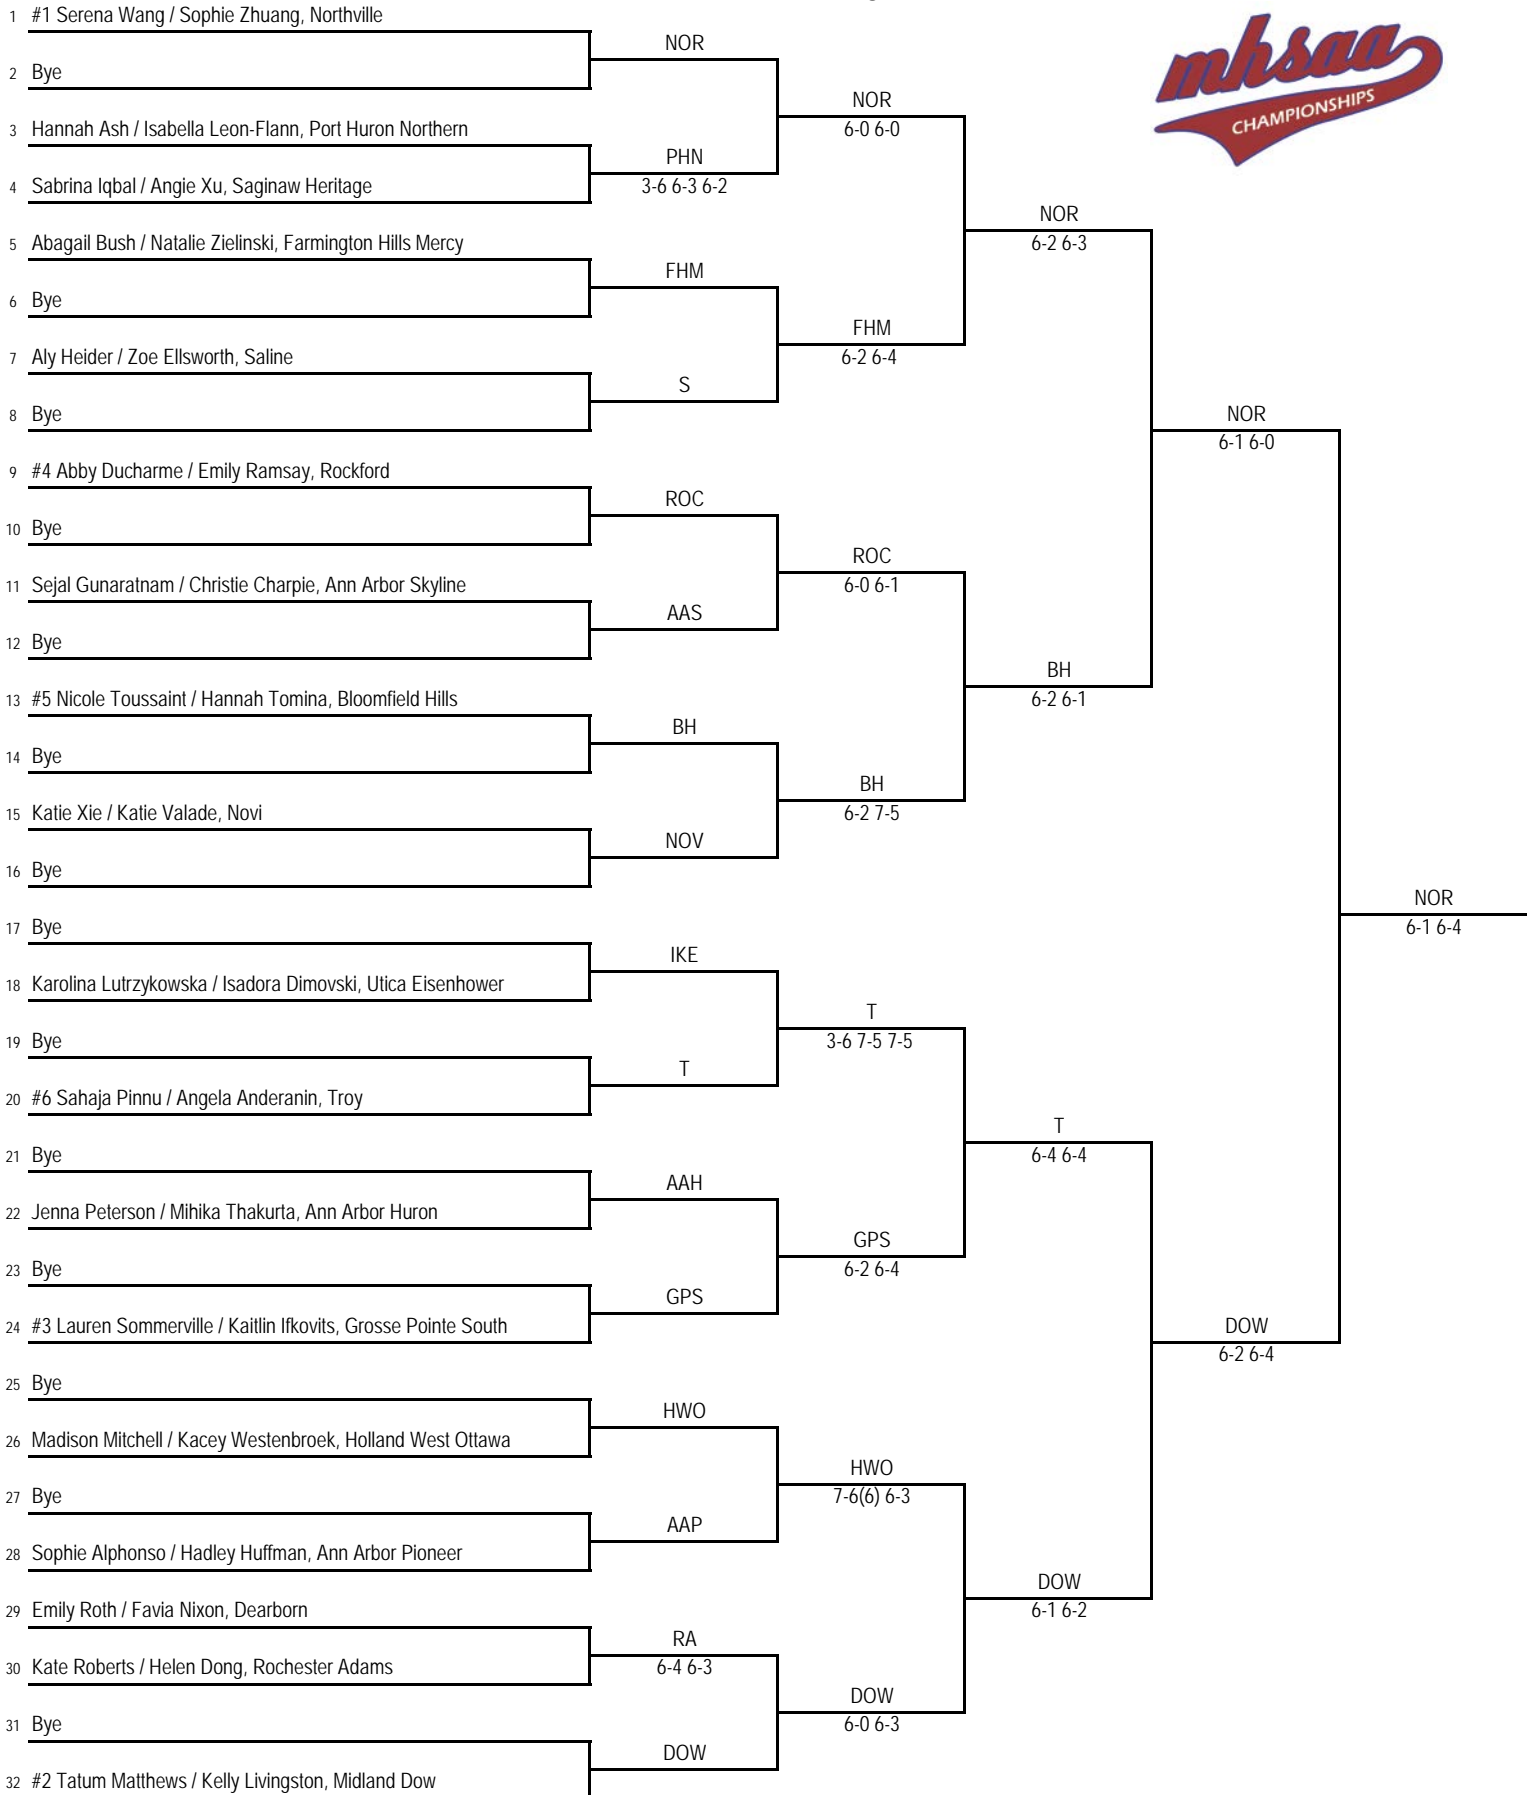 1 #1 Serena Wang / Sophie Zhuang, Northville
2 Bye
3 Hannah Ash / Isabella Leon-Flann, Port Huron Northern
4 Sabrina Iqbal / Angie Xu, Saginaw Heritage
5 Abagail Bush / Natalie Zielinski, Farmington Hills Mercy
6 Bye
7 Aly Heider / Zoe Ellsworth, Saline
8 Bye
9 #4 Abby Ducharme / Emily Ramsay, Rockford
10 Bye
11 Sejal Gunaratnam / Christie Charpie, Ann Arbor Skyline
12 Bye
13 #5 Nicole Toussaint / Hannah Tomina, Bloomfield Hills
14 Bye
15 Katie Xie / Katie Valade, Novi
16 Bye
17 Bye
18 Karolina Lutrzykowska / Isadora Dimovski, Utica Eisenhower
19 Bye
20 #6 Sahaja Pinnu / Angela Anderanin, Troy
21 Bye
22 Jenna Peterson / Mihika Thakurta, Ann Arbor Huron
23 Bye
24 #3 Lauren Sommerville / Kaitlin Ifkovits, Grosse Pointe South
25 Bye
26 Madison Mitchell / Kacey Westenbroek, Holland West Ottawa
27 Bye
28 Sophie Alphonso / Hadley Huffman, Ann Arbor Pioneer
29 Emily Roth / Favia Nixon, Dearborn
30 Kate Roberts / Helen Dong, Rochester Adams
31 Bye
32 #2 Tatum Matthews / Kelly Livingston, Midland Dow
NOR
PHN
3-6 6-3 6-2
FHM
S
ROC
AAS
BH
NOV
IKE
T
AAH
GPS
HWO
AAP
RA
6-4 6-3
DOW
NOR
6-0 6-0
FHM
6-2 6-4
ROC
6-0 6-1
BH
6-2 7-5
T
3-6 7-5 7-5
GPS
6-2 6-4
HWO
7-6(6) 6-3
DOW
6-0 6-3
NOR
6-2 6-3
BH
6-2 6-1
T
6-4 6-4
DOW
6-1 6-2
NOR
6-1 6-0
DOW
6-2 6-4
NOR
6-1 6-4
mhsaa
CHAMPIONSHIPS